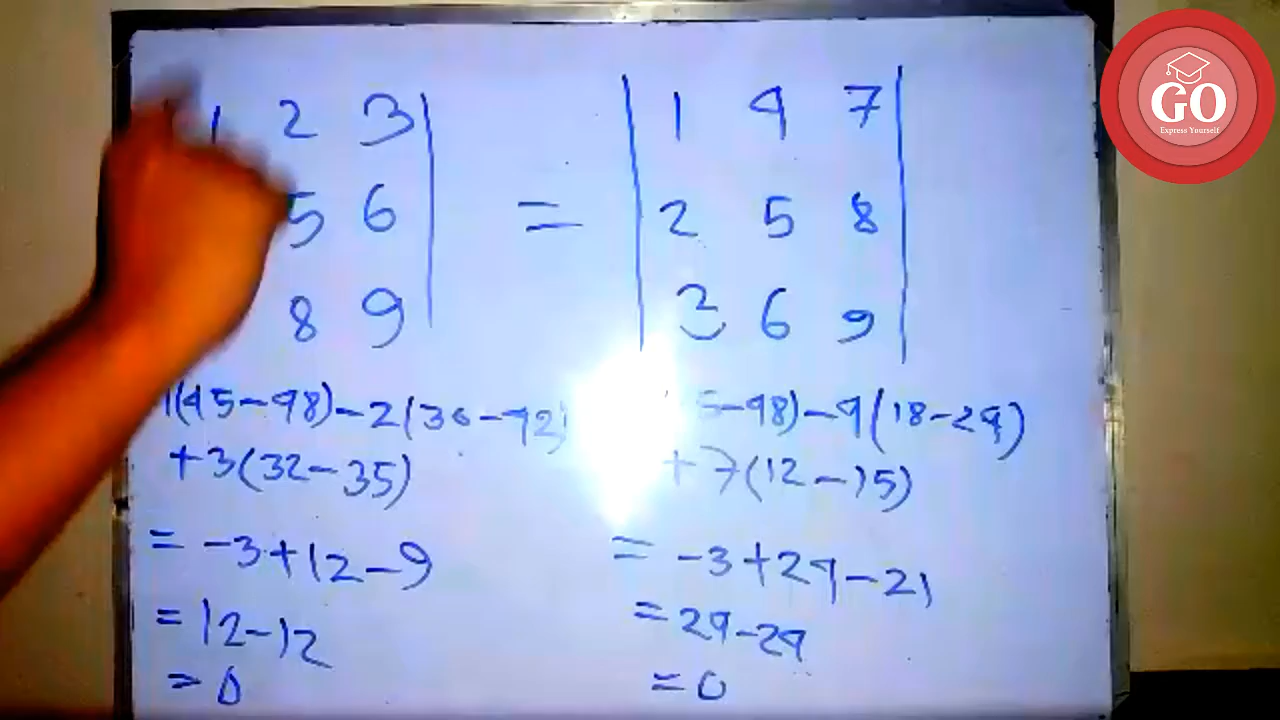 1 2 3 | = | 1 4 7 |
5 6 | | 2 5 8 |
8 9 | | 3 6 9 |
1(45-48)-2(36-42) 5-48)-4(18-24)
+3(32-35) +7(12-15)
= -3+12-9 = -3+24-21
= 12-12 = 24-24
= 0 = 0
GO
Express Yourself